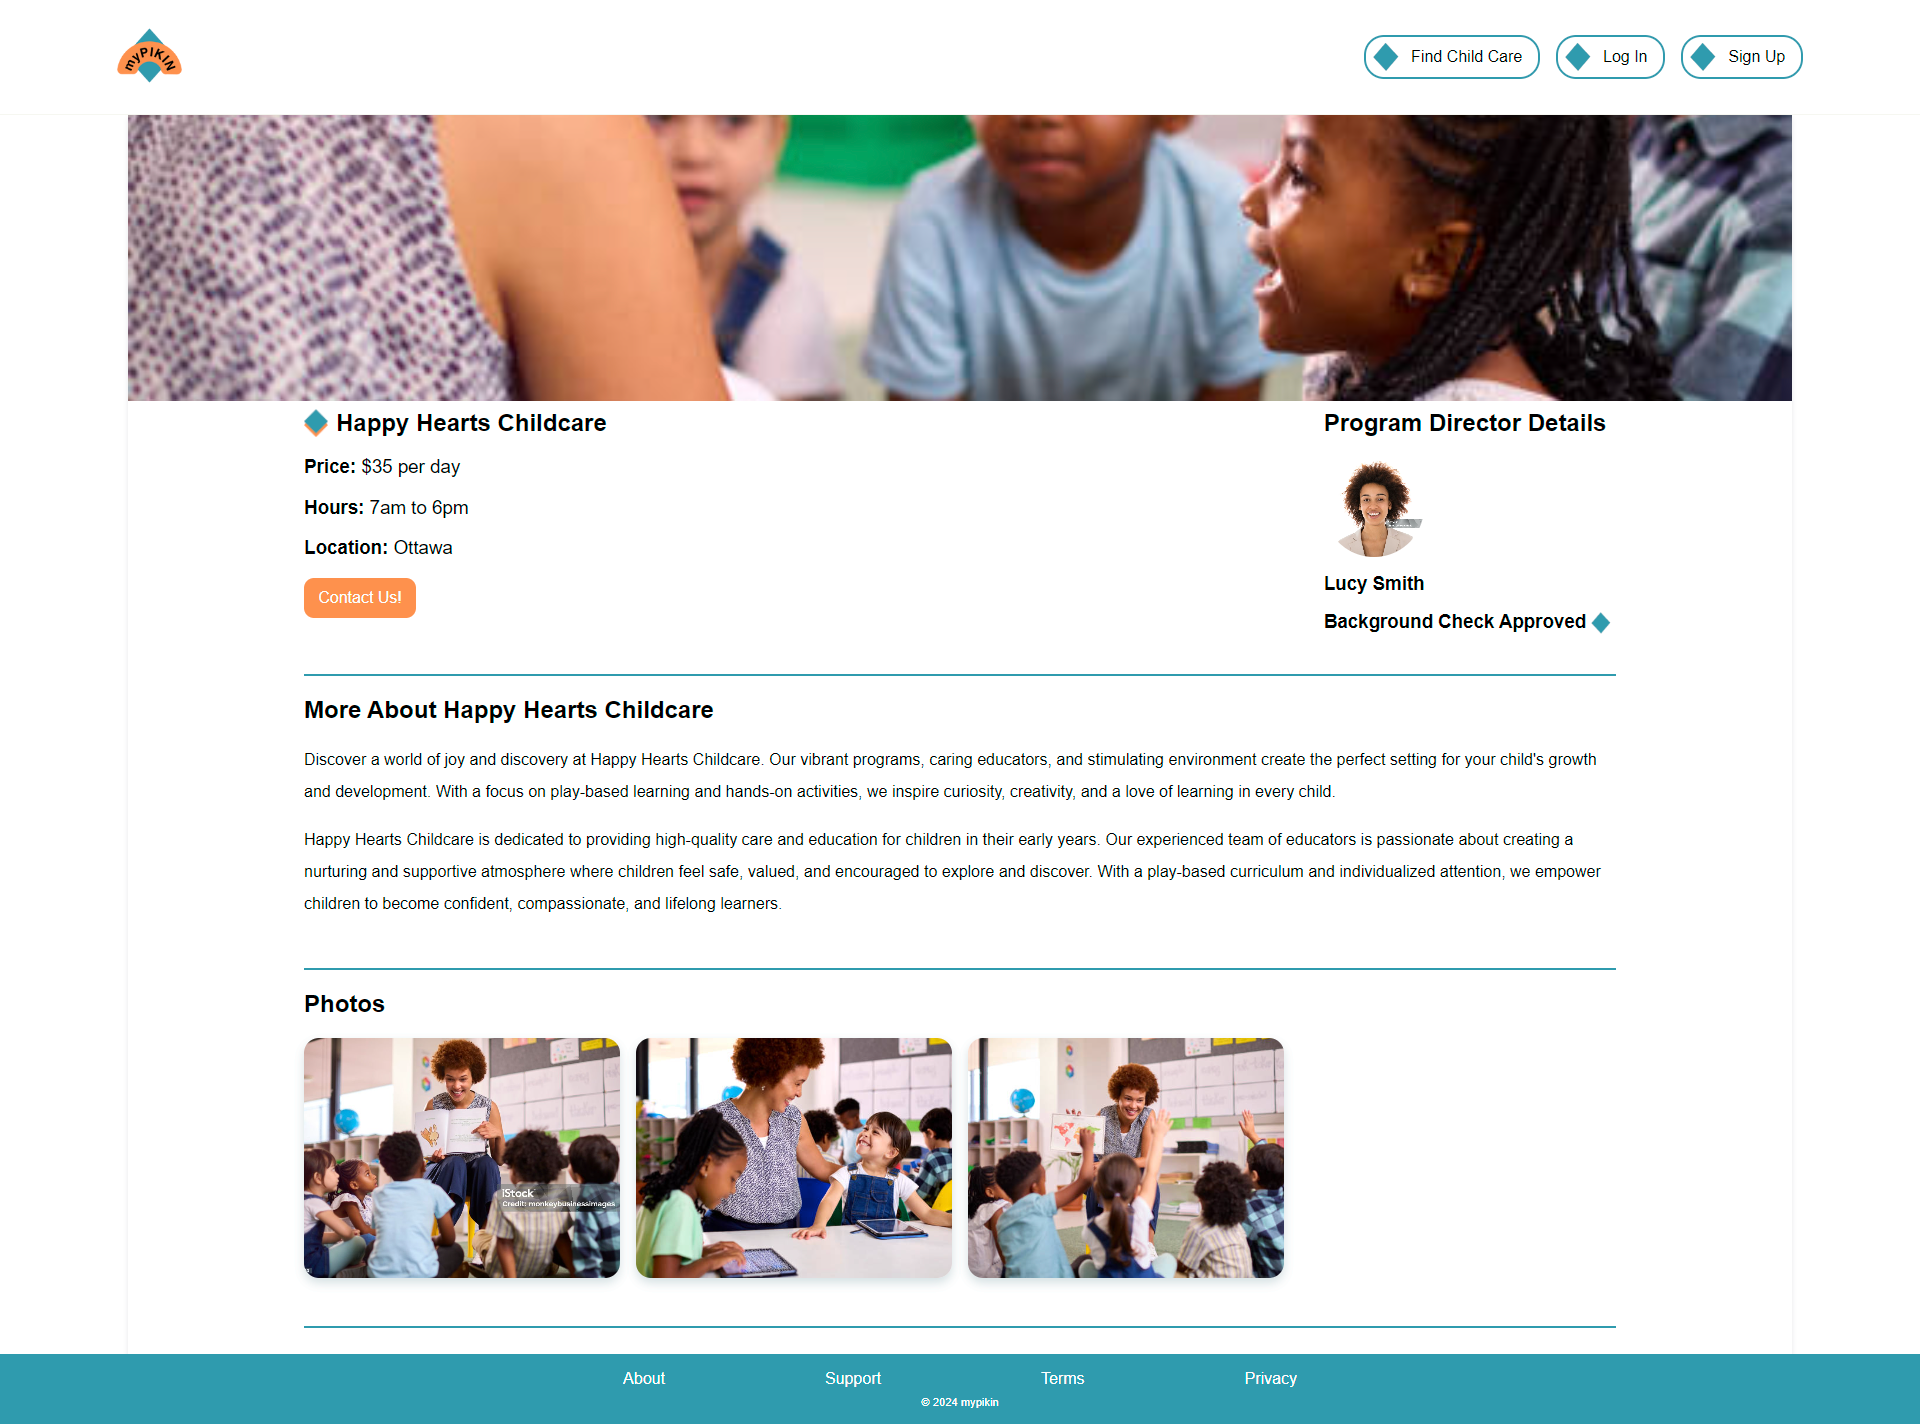 myPIKIN
Find Child Care
Log In
Sign Up
Happy Hearts Childcare
Price: $35 per day
Hours: 7am to 6pm
Location: Ottawa
Contact Us!
Program Director Details
Lucy Smith
Background Check Approved
More About Happy Hearts Childcare
Discover a world of joy and discovery at Happy Hearts Childcare. Our vibrant programs, caring educators, and stimulating environment create the perfect setting for your child's growth
and development. With a focus on play-based learning and hands-on activities, we inspire curiosity, creativity, and a love of learning in every child.
Happy Hearts Childcare is dedicated to providing high-quality care and education for children in their early years. Our experienced team of educators is passionate about creating a
nurturing and supportive atmosphere where children feel safe, valued, and encouraged to explore and discover. With a play-based curriculum and individualized attention, we empower
children to become confident, compassionate, and lifelong learners.
Photos
iStock
Credit: monkeybusinessimages
About
Support
Terms
Privacy
© 2024 mypikin